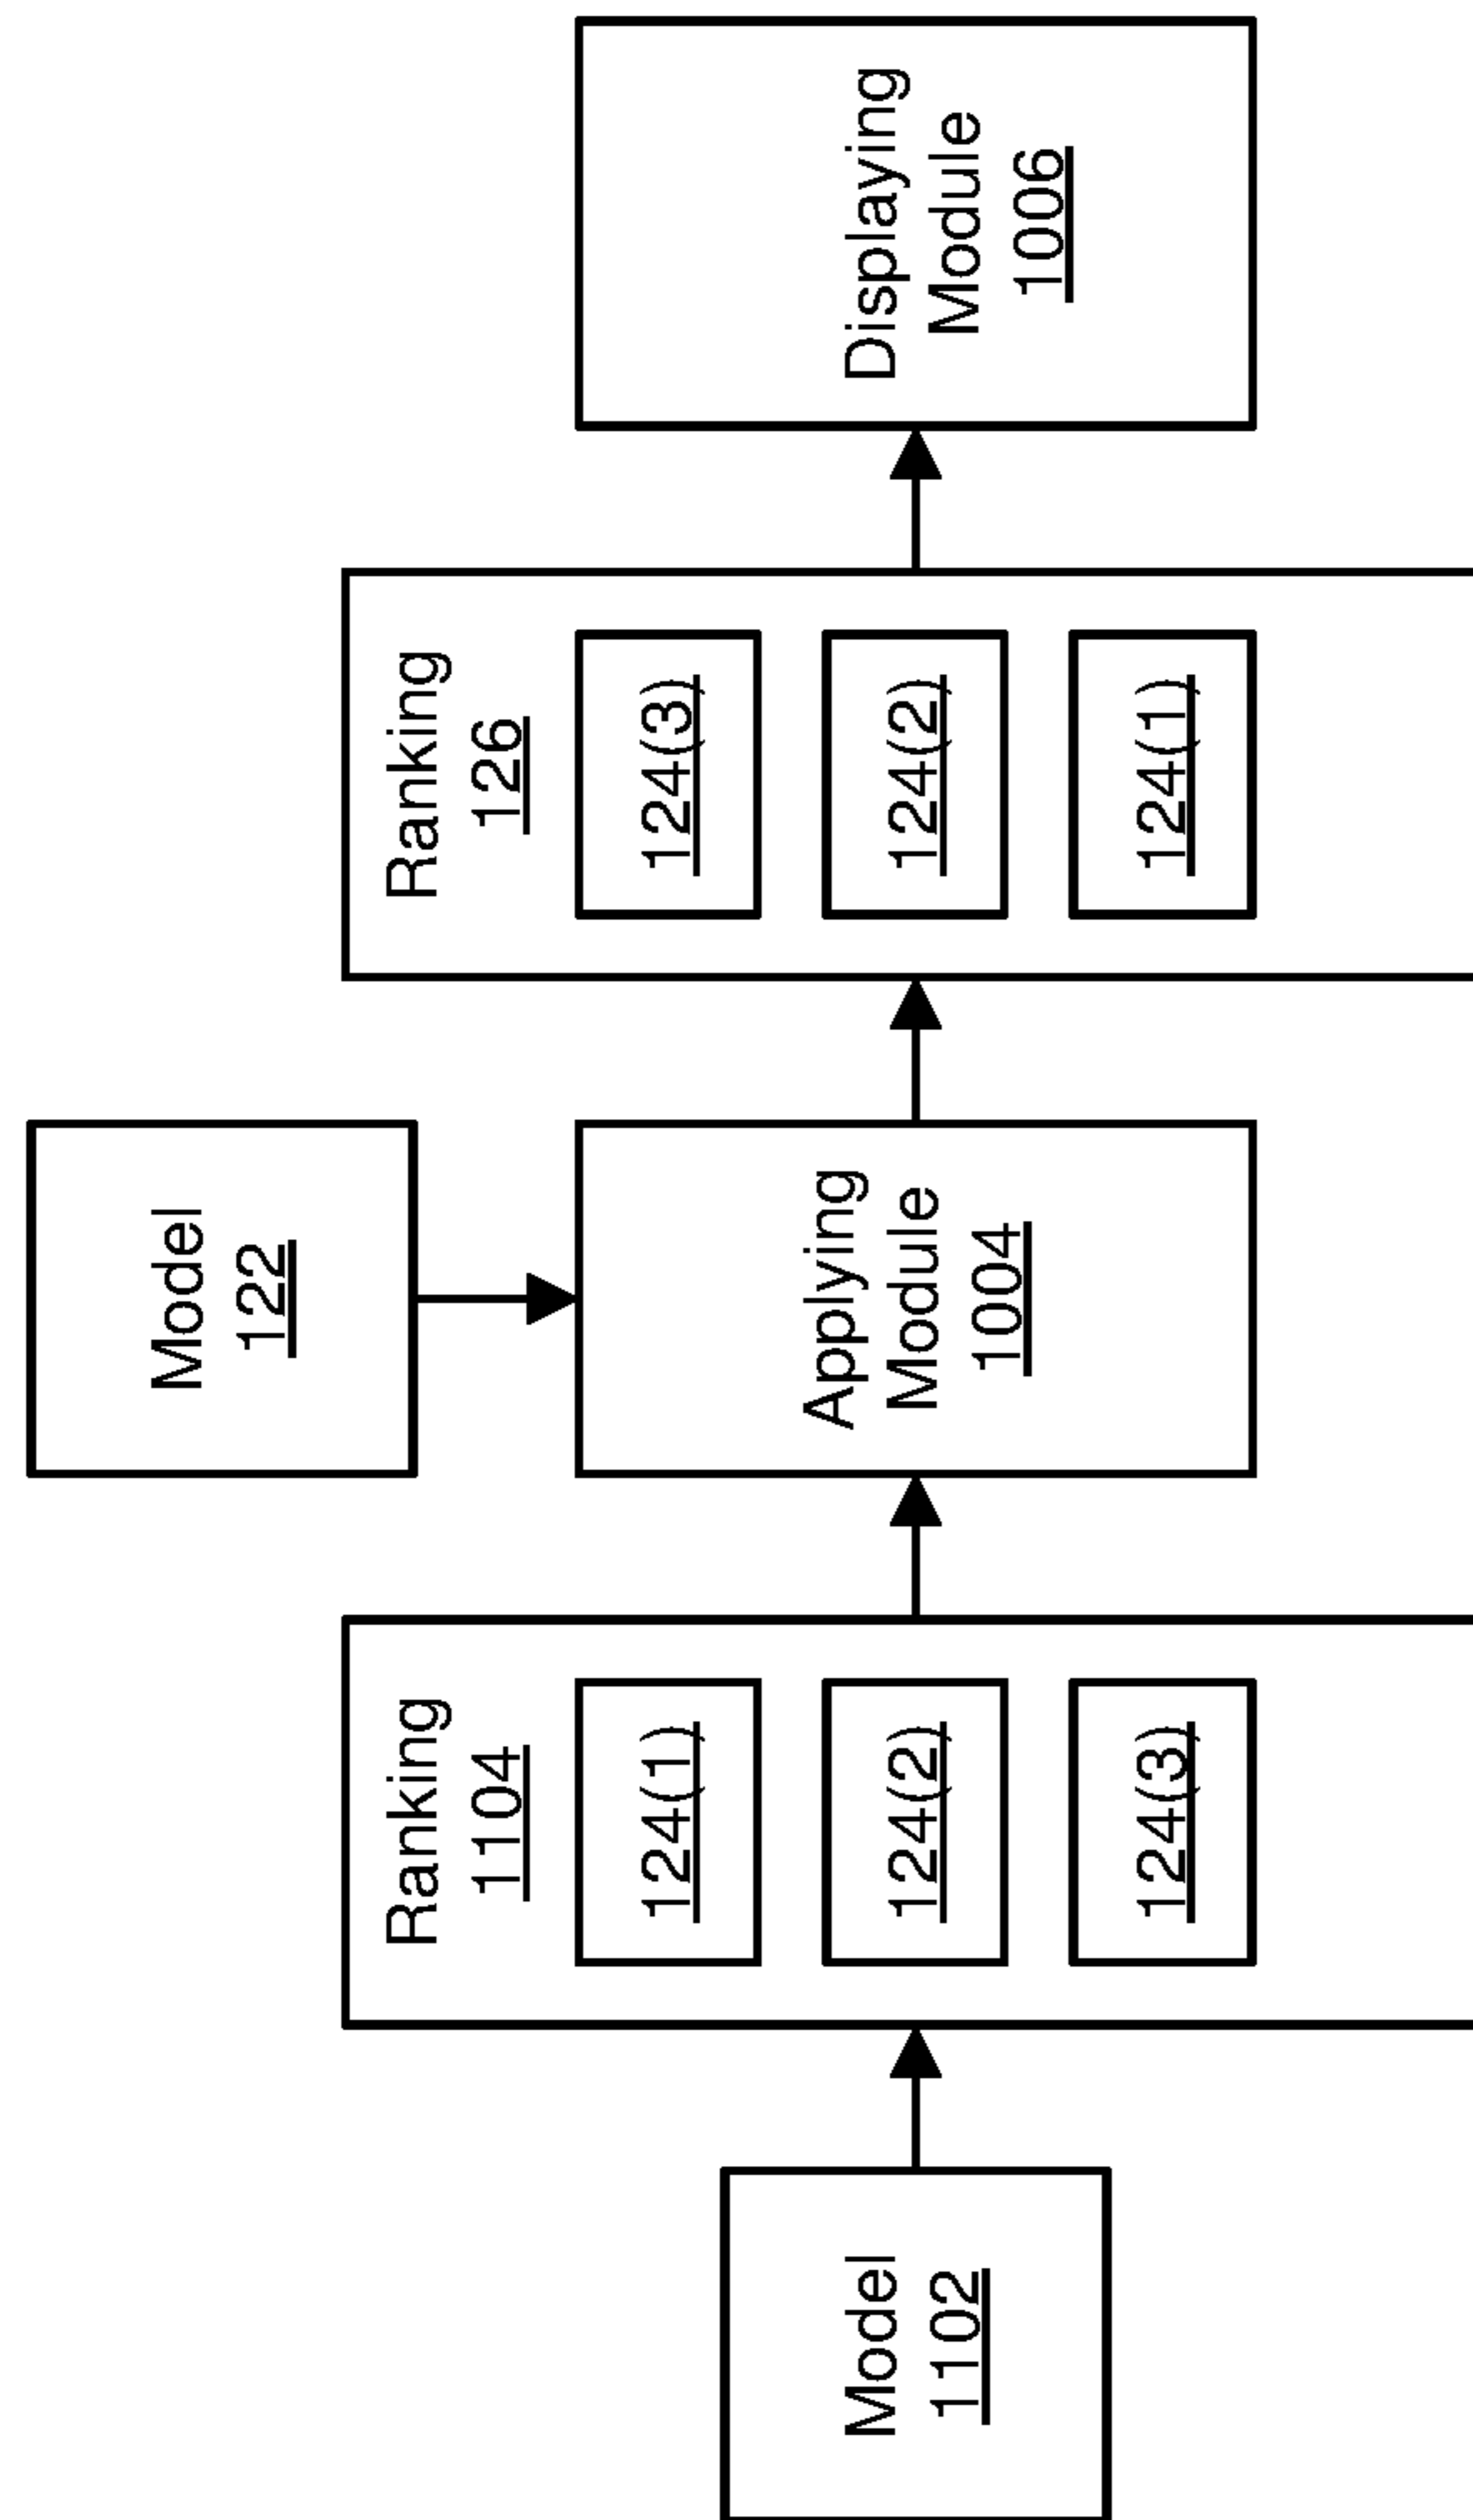 Model
122
Model
1102
Ranking
1104
124(1)
124(2)
124(3)
Applying
Module
1004
Ranking
126
124(3)
124(2)
124(1)
Displaying
Module
1006